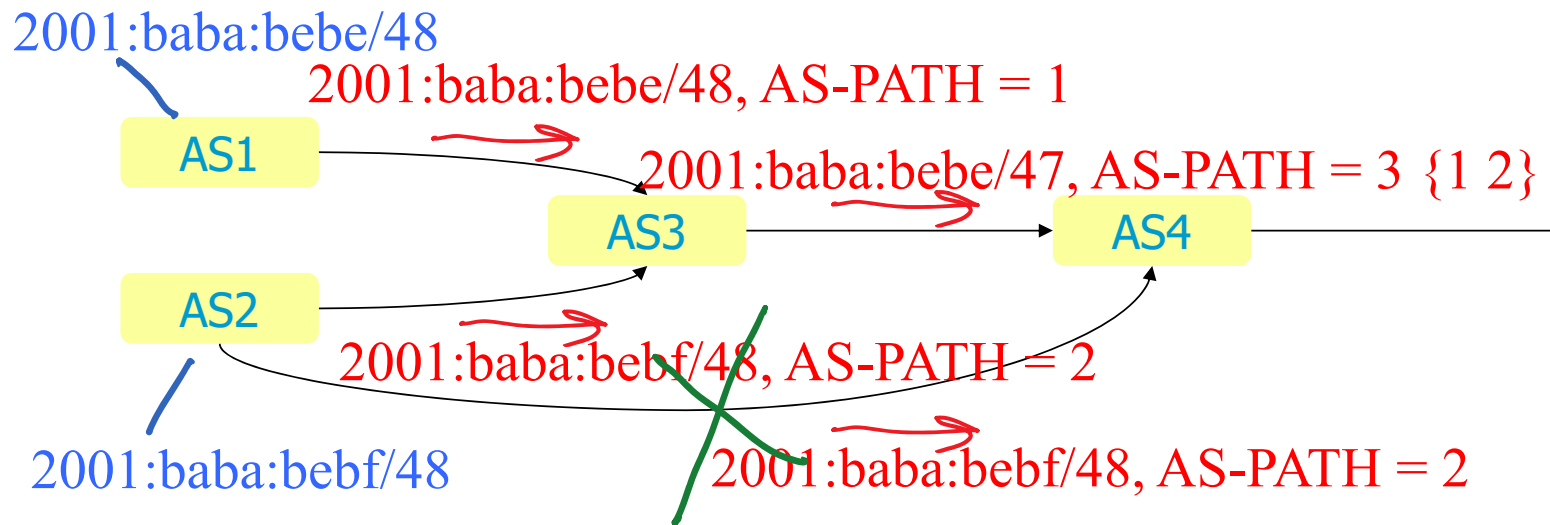 2001:baba:bebe/48
2001:baba:bebe/48, AS-PATH = 1
AS1
2001:baba:bebe/47, AS-PATH = 3 {1 2}
AS3
AS4
AS2
2001:baba:bebf/48, AS-PATH = 2
2001:baba:bebf/48
2001:baba:bebf/48, AS-PATH = 2